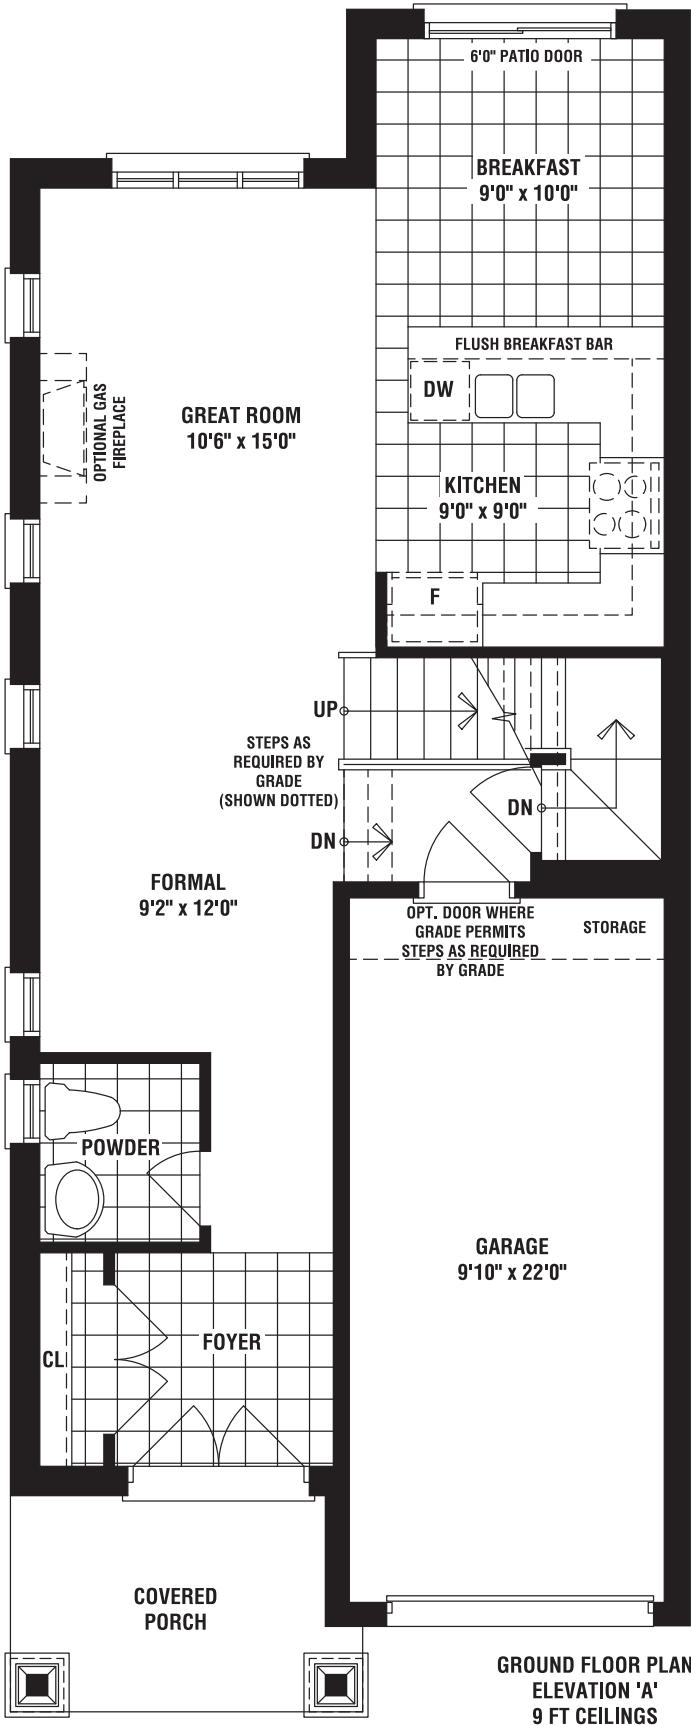 6'0" PATIO DOOR
BREAKFAST
9'0" x 10'0"
FLUSH BREAKFAST BAR
DW
GREAT ROOM
10'6" x 15'0"
OPTIONAL GAS
FIREPLACE
KITCHEN
9'0" x 9'0"
F
UP
STEPS AS
REQUIRED BY
GRADE
(SHOWN DOTTED)
DN
DN
FORMAL
9'2" x 12'0"
OPT. DOOR WHERE
GRADE PERMITS
STEPS AS REQUIRED
BY GRADE
STORAGE
POWDER
GARAGE
9'10" x 22'0"
FOYER
CL
COVERED
PORCH
GROUND FLOOR PLAN
ELEVATION 'A'
9 FT CEILINGS